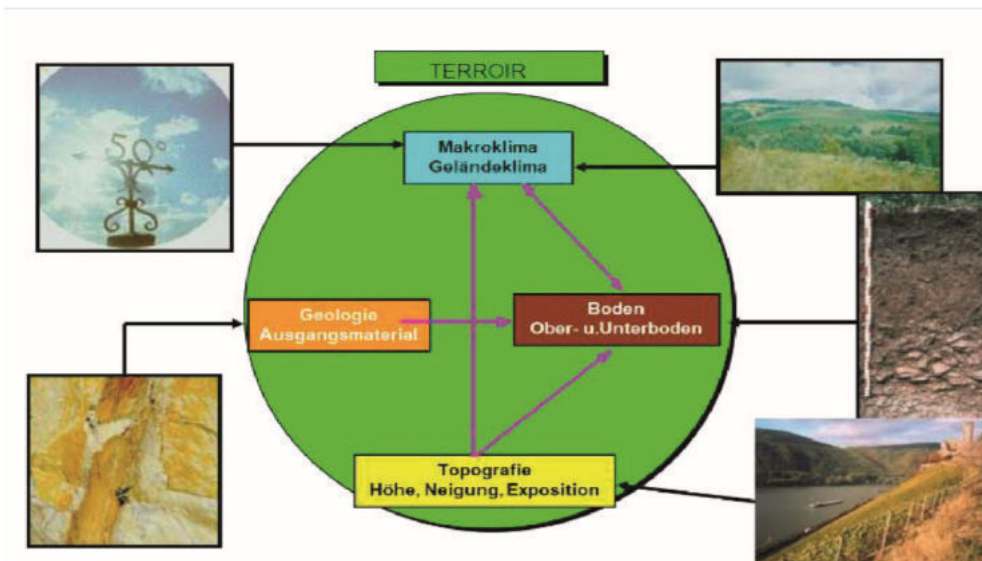 TERROIR
50°
Makroklima
Geländeklima
Geologie
Ausgangsmaterial
Boden
Ober- u.Unterboden
Topografie
Höhe, Neigung, Exposition